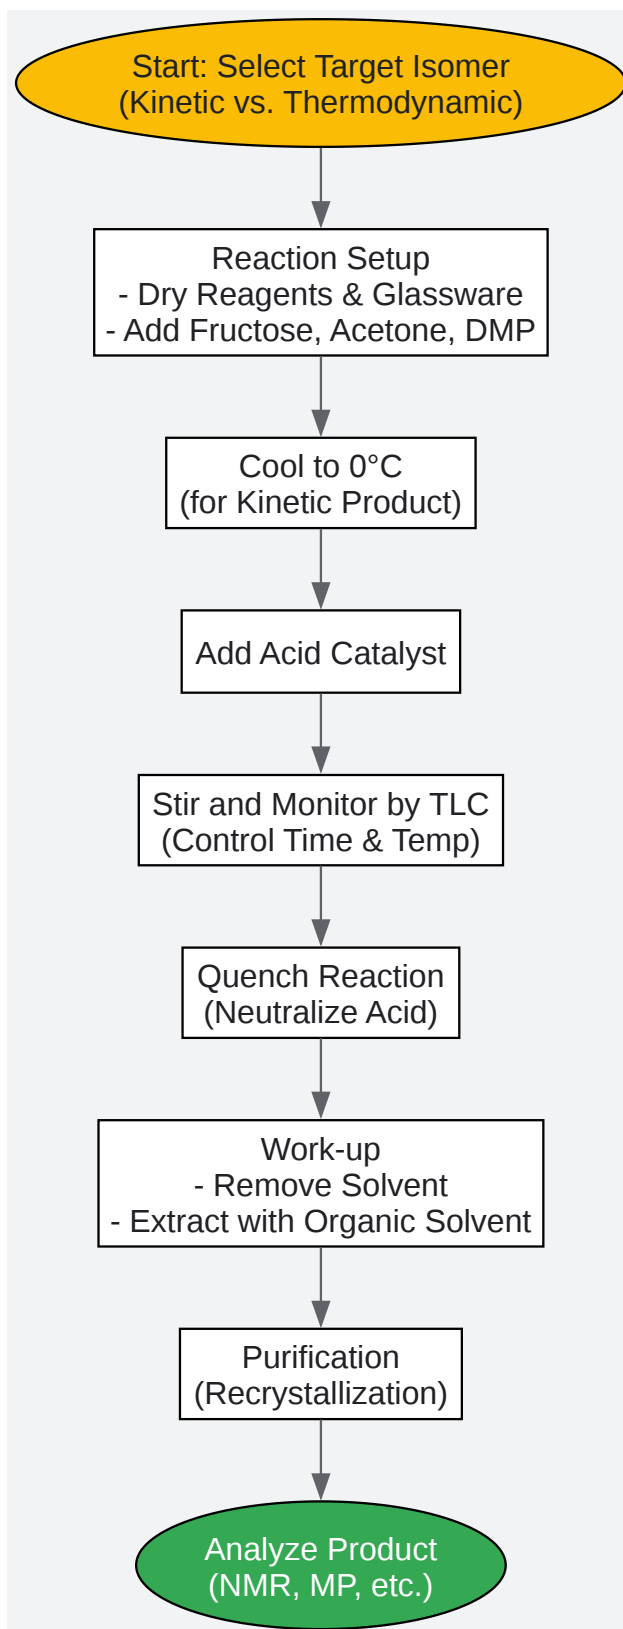 Start: Select Target Isomer
(Kinetic vs. Thermodynamic)
Reaction Setup
- Dry Reagents & Glassware
- Add Fructose, Acetone, DMP
Cool to 0°C
(for Kinetic Product)
Add Acid Catalyst
Stir and Monitor by TLC
(Control Time & Temp)
Quench Reaction
(Neutralize Acid)
Work-up
- Remove Solvent
- Extract with Organic Solvent
Purification
(Recrystallization)
Analyze Product
(NMR, MP, etc.)